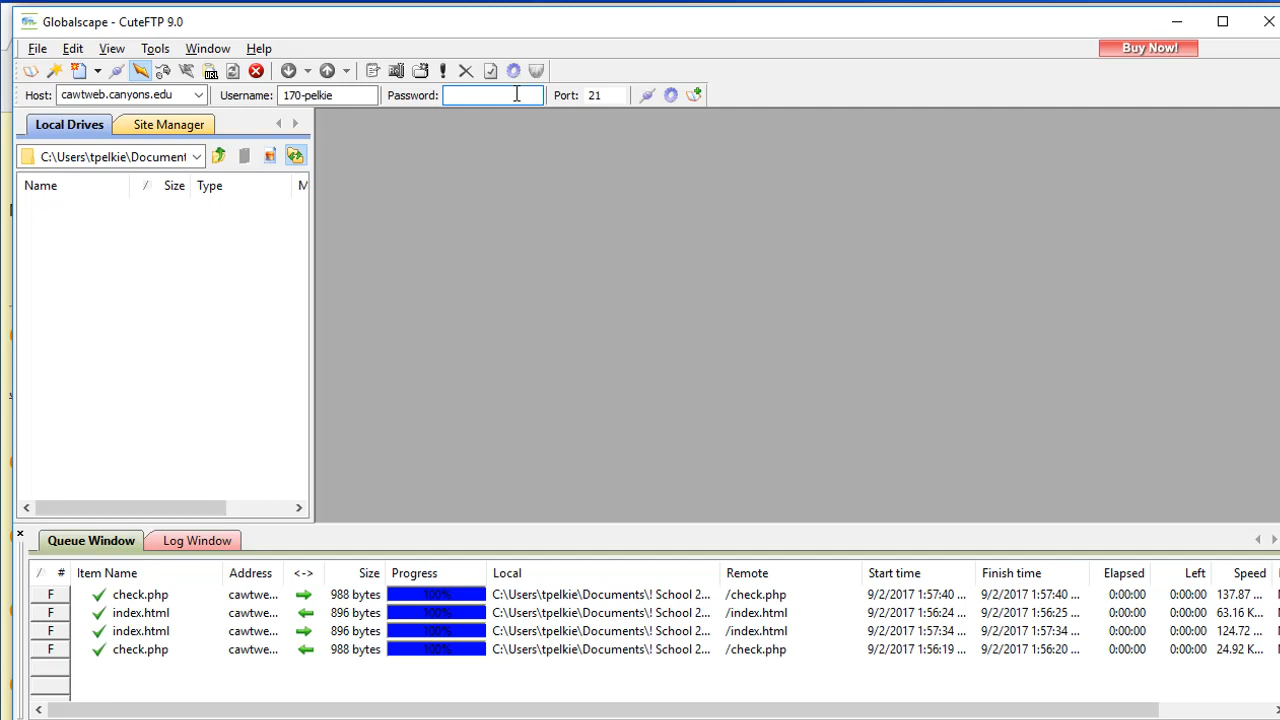 Globalscape - CuteFTP 9.0
File Edit View Tools Window Help Buy Now!
URL
Host: cawtweb.canyons.edu Username: 170-pelkie Password: Port: 21
Local Drives Site Manager
C:\Users\tpelkie\Document
Name / Size Type M
Queue Window Log Window
/ # Item Name Address <-> Size Progress Local Remote Start time Finish time Elapsed Left Speed
F check.php cawtwe... 988 bytes 100% C:\Users\tpelkie\Documents\! School 2... /check.php 9/2/2017 1:57:40 ... 9/2/2017 1:57:40 ... 0:00:00 0:00:00 137.87 ...
F index.html cawtwe... 896 bytes 100% C:\Users\tpelkie\Documents\! School 2... /index.html 9/2/2017 1:56:24 ... 9/2/2017 1:56:25 ... 0:00:00 0:00:00 63.16 K...
F index.html cawtwe... 896 bytes 100% C:\Users\tpelkie\Documents\! School 2... /index.html 9/2/2017 1:57:34 ... 9/2/2017 1:57:34 ... 0:00:00 0:00:00 124.72 ...
F check.php cawtwe... 988 bytes 100% C:\Users\tpelkie\Documents\! School 2... /check.php 9/2/2017 1:56:19 ... 9/2/2017 1:56:20 ... 0:00:00 0:00:00 24.92 K...